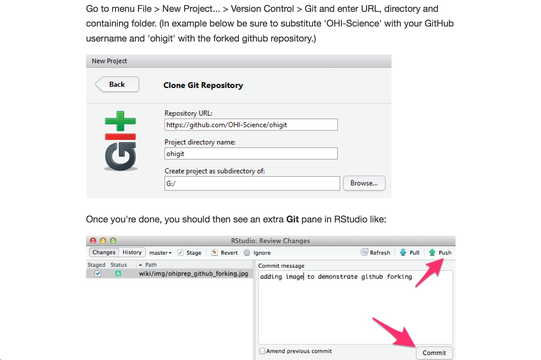 Go to menu File > New Project... > Version Control > Git and enter URL, directory and
containing folder. (In example below be sure to substitute 'OHI-Science' with your GitHub
username and 'ohigit' with the forked github repository.)
New Project
Back
Clone Git Repository
git
Repository URL:
https://github.com/OHI-Science/ohigit
Project directory name:
ohigit
Create project as subdirectory of:
G:/
Browse...
Once you're done, you should then see an extra Git pane in RStudio like:
RStudio: Review Changes
Changes History master Stage Revert Ignore Refresh Pull Push
Staged Status Path
A wiki/img/ohiprep_github_forking.jpg
Commit message
adding image to demonstrate github forking
Amend previous commit
Commit